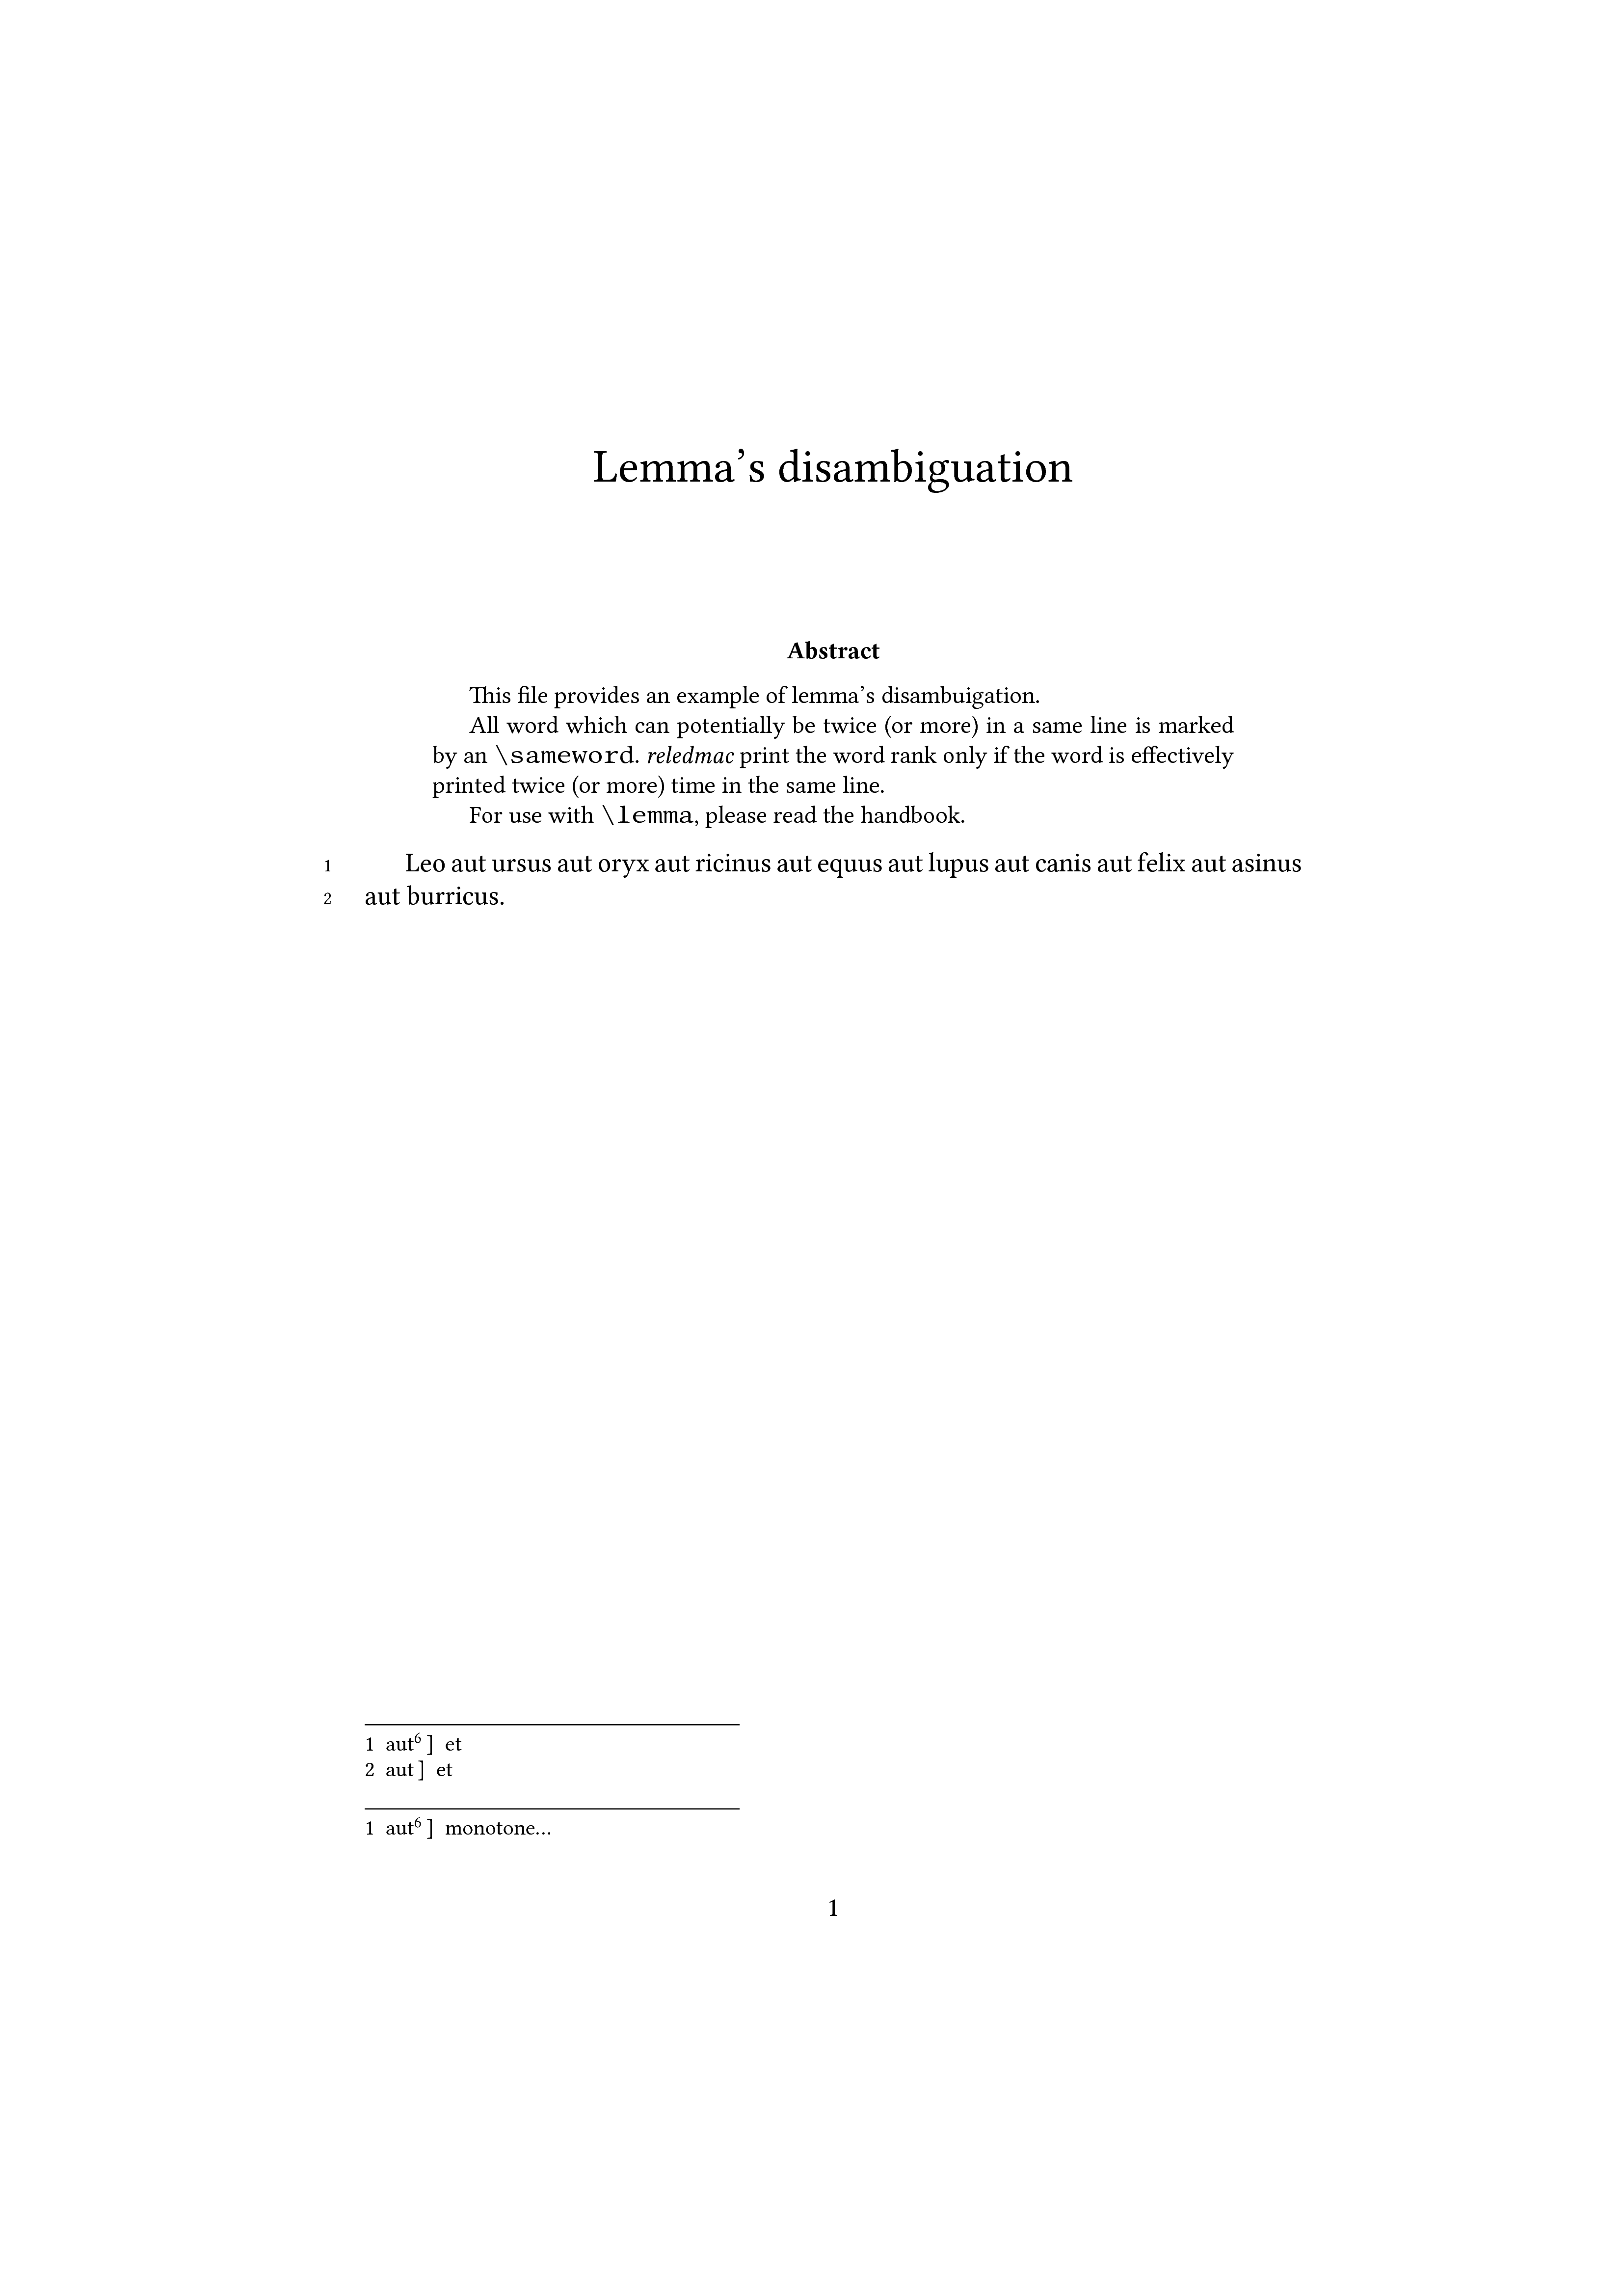 Lemma’s disambiguation
Abstract
This file provides an example of lemma’s disambuigation.
All word which can potentially be twice (or more) in a same line is marked
by an \sameword. reledmac print the word rank only if the word is effectively
printed twice (or more) time in the same line.
For use with \lemma, please read the handbook.
1 Leo aut ursus aut oryx aut ricinus aut equus aut lupus aut canis aut felix aut asinus
2 aut burricus.
1 aut⁶ ] et
2 aut ] et
1 aut⁶ ] monotone…
1